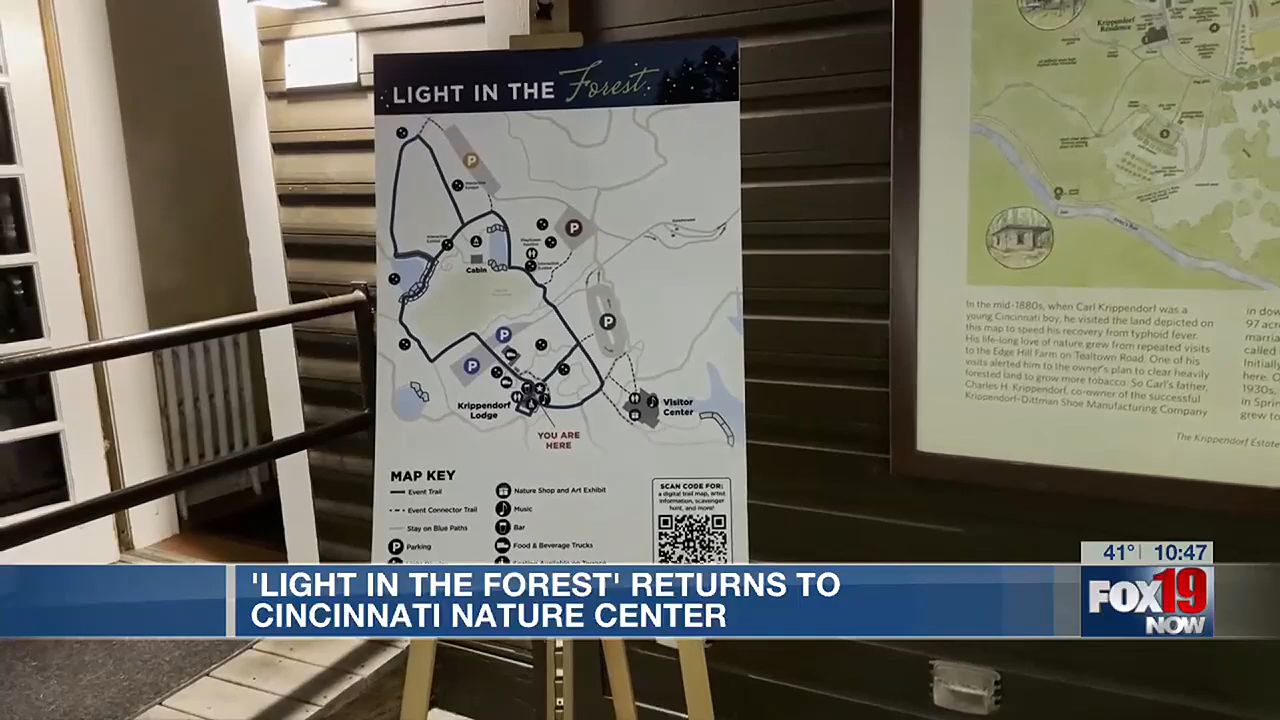 LIGHT IN THE Forest
P
P
P
P
P
Cabin
Krippendorf
Lodge
Visitor
Center
YOU ARE
HERE
MAP KEY
Event Trail
Event Connector Trail
Stay on Blue Paths
P Parking
Nature Shop and Art Exhibit
Music
Bar
Food & Beverage Trucks
SCAN CODE FOR:
a digital trail map, artist
information, scavenger
hunt, and more!
Krippendorf
Residence
In the mid-1880s, when Carl Krippendorf was a
young Cincinnati boy, he visited the land depicted on
this map to speed his recovery from typhoid fever.
His life-long love of nature grew from repeated visits
to the Edge Hill Farm on Tealtown Road. One of his
visits alerted him to the owner's plan to clear heavily
forested land to grow more tobacco. So Carl's father,
Charles H. Krippendorf, co-owner of the successful
Krippendorf-Dittman Shoe Manufacturing Company
in dow
97 acr
marria
called
Initially
here. C
1930s,
in Sprin
grew to
The Krippendorf Estate
41° 10:47
'LIGHT IN THE FOREST' RETURNS TO
CINCINNATI NATURE CENTER
FOX19
NOW